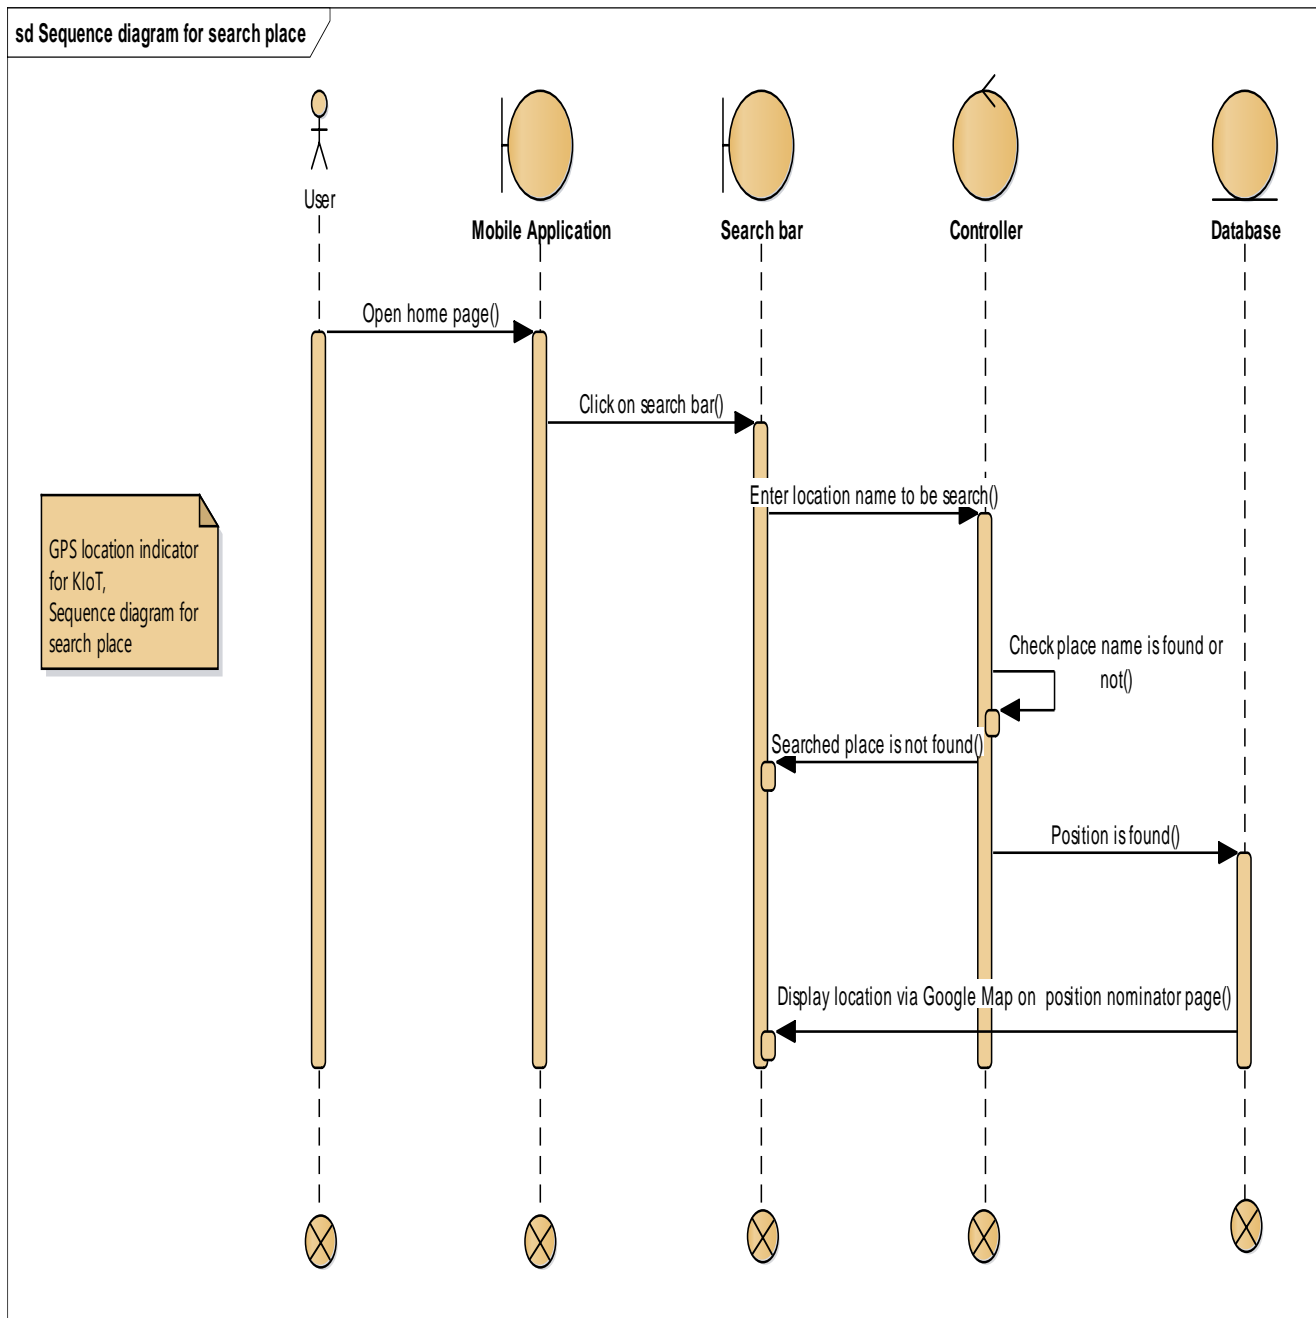 sd Sequence diagram for search place
User
Mobile Application
Search bar
Controller
Database
Open home page()
Click on search bar()
Enter location name to be search()
GPS location indicator
for KIoT,
Sequence diagram for
search place
Check place name is found or
not()
Searched place is not found()
Position is found()
Display location via Google Map on position nominator page()